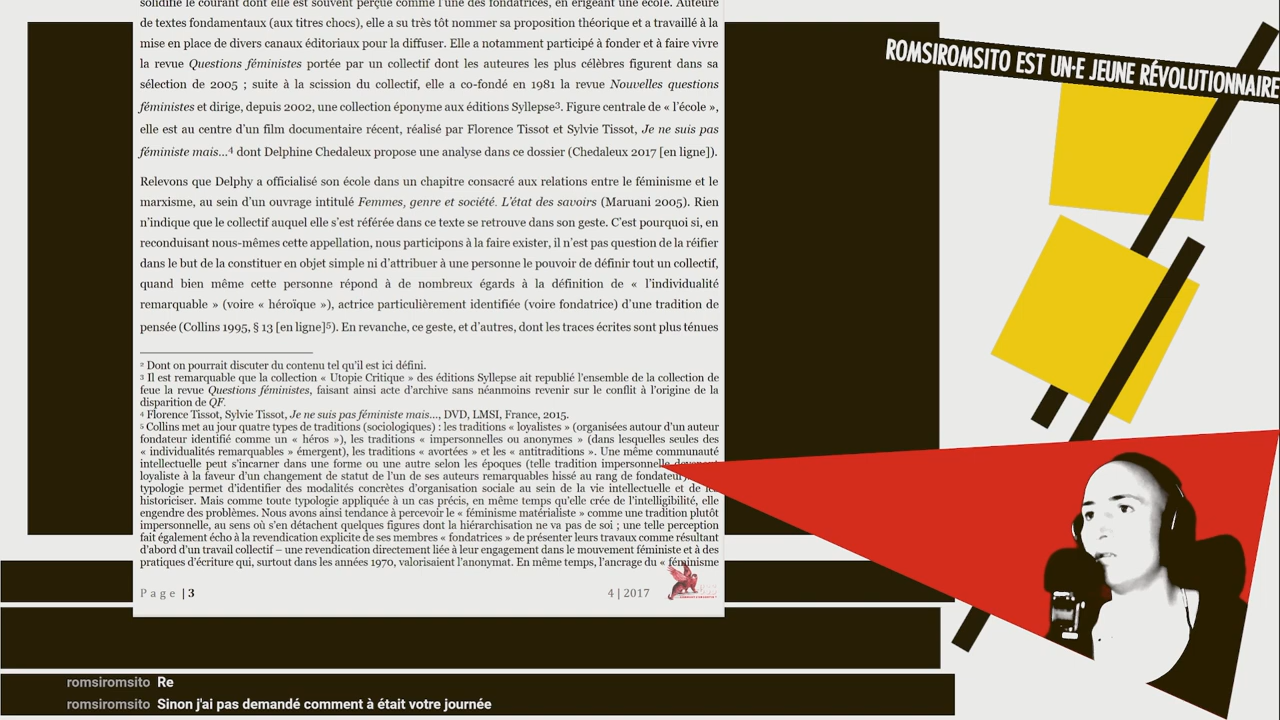 solidifié le courant dont elle est souvent perçue comme l'une des fondatrices, en érigeant une école. Auteure
de textes fondamentaux (aux titres chocs), elle a su très tôt nommer sa proposition théorique et a travaillé à la
mise en place de divers canaux éditoriaux pour la diffuser. Elle a notamment participé à fonder et à faire vivre
la revue Questions féministes portée par un collectif dont les auteures les plus célèbres figurent dans sa
sélection de 2005 ; suite à la scission du collectif, elle a co-fondé en 1981 la revue Nouvelles questions
féministes et dirige, depuis 2002, une collection éponyme aux éditions Syllepse³. Figure centrale de « l'école »,
elle est au centre d'un film documentaire récent, réalisé par Florence Tissot et Sylvie Tissot, Je ne suis pas
féministe mais...⁴ dont Delphine Chedaleux propose une analyse dans ce dossier (Chedaleux 2017 [en ligne]).
Relevons que Delphy a officialisé son école dans un chapitre consacré aux relations entre le féminisme et le
marxisme, au sein d'un ouvrage intitulé Femmes, genre et société. L'état des savoirs (Maruani 2005). Rien
n'indique que le collectif auquel elle s'est référée dans ce texte se retrouve dans son geste. C'est pourquoi si, en
reconduisant nous-mêmes cette appellation, nous participons à la faire exister, il n'est pas question de la réifier
dans le but de la constituer en objet simple ni d'attribuer à une personne le pouvoir de définir tout un collectif,
quand bien même cette personne répond à de nombreux égards à la définition de « l'individualité
remarquable » (voire « héroïque »), actrice particulièrement identifiée (voire fondatrice) d'une tradition de
pensée (Collins 1995, § 13 [en ligne]⁵). En revanche, ce geste, et d'autres, dont les traces écrites sont plus ténues
² Dont on pourrait discuter du contenu tel qu'il est ici défini.
³ Il est remarquable que la collection « Utopie Critique » des éditions Syllepse ait republié l'ensemble de la collection de
feue la revue Questions féministes, faisant ainsi acte d'archive sans néanmoins revenir sur le conflit à l'origine de la
disparition de QF.
⁴ Florence Tissot, Sylvie Tissot, Je ne suis pas féministe mais..., DVD, LMSI, France, 2015.
⁵ Collins met au jour quatre types de traditions (sociologiques) : les traditions « loyalistes » (organisées autour d'un auteur
fondateur identifié comme un « héros »), les traditions « impersonnelles ou anonymes » (dans lesquelles seules des
« individualités remarquables » émergent), les traditions « avortées » et les « antitraditions ». Une même communauté
intellectuelle peut s'incarner dans une forme ou une autre selon les époques (telle tradition impersonnelle
loyaliste à la faveur d'un changement de statut de l'un de ses auteurs remarquables hissé au rang de fondateur
typologie permet d'identifier des modalités concrètes d'organisation sociale au sein de la vie intellectuelle et de
historiciser. Mais comme toute typologie appliquée à un cas précis, en même temps qu'elle crée de l'intelligibilité, elle
engendre des problèmes. Nous avons ainsi tendance à percevoir le « féminisme matérialiste » comme une tradition plutôt
impersonnelle, au sens où s'en détachent quelques figures dont la hiérarchisation ne va pas de soi ; une telle perception
fait également écho à la revendication explicite de ses membres « fondatrices » de présenter leurs travaux comme résultant
d'abord d'un travail collectif – une revendication directement liée à leur engagement dans le mouvement féministe et à des
pratiques d'écriture qui, surtout dans les années 1970, valorisaient l'anonymat. En même temps, l'ancrage du « féminisme
Page | 3
4 | 2017
ROMSIROMSITO EST UN·E JEUNE RÉVOLUTIONNAIRE
romsiromsito Re
romsiromsito Sinon j'ai pas demandé comment à était votre journée